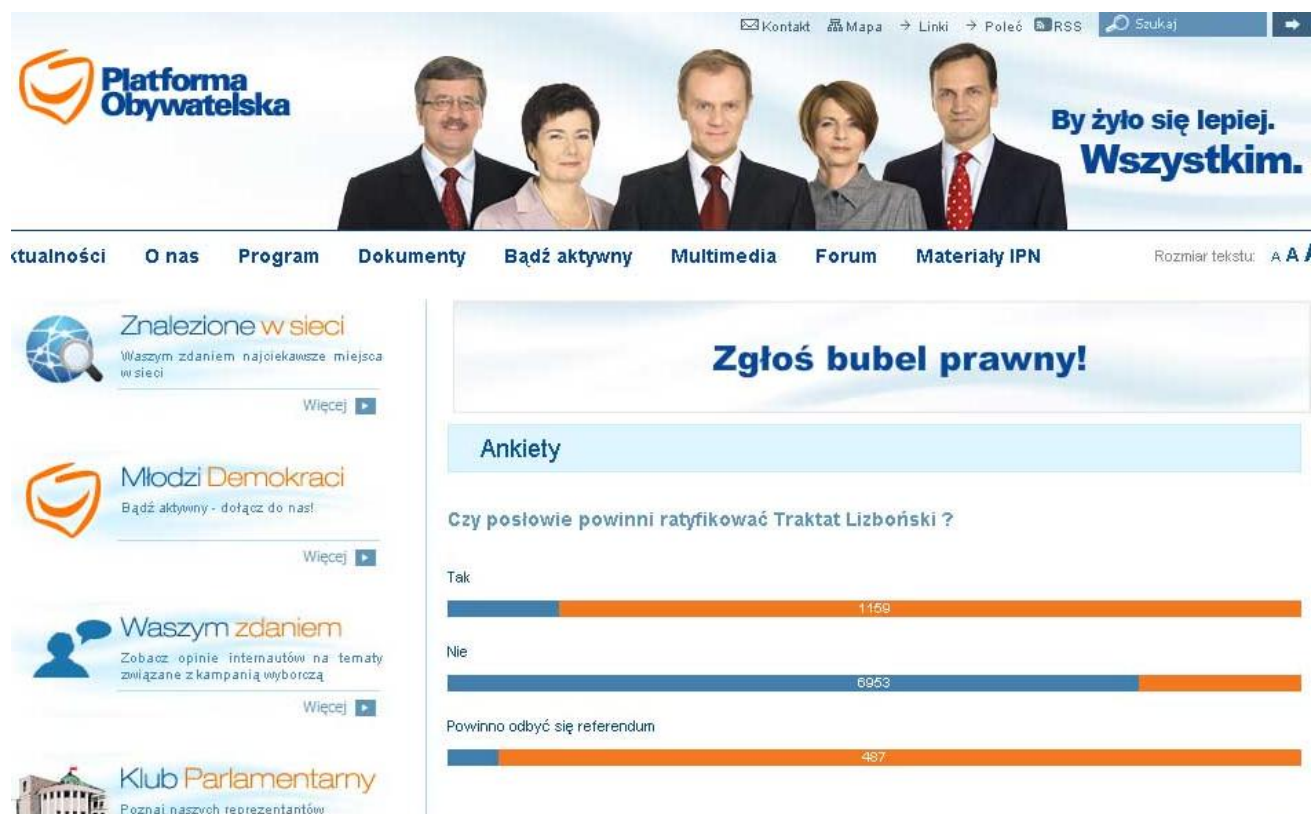 Kontakt Mapa → Linki → Poleć RSS Szukaj
Platforma
Obywatelska
By żyło się lepiej.
Wszystkim.
ktualności O nas Program Dokumenty Bądź aktywny Multimedia Forum Materiały IPN Rozmiar tekstu: A A A
Znalezione w sieci
Waszym zdaniem najciekawsze miejsca
w sieci
Więcej
Młodzi Demokraci
Bądź aktywny - dołącz do nas!
Więcej
Waszym zdaniem
Zobacz opinie internautów na tematy
związane z kampanią wyborczą
Więcej
Klub Parlamentarny
Poznaj naszych reprezentantów
Zgłoś bubel prawny!
Ankiety
Czy posłowie powinni ratyfikować Traktat Lizboński ?
Tak
1159
Nie
6953
Powinno odbyć się referendum
487